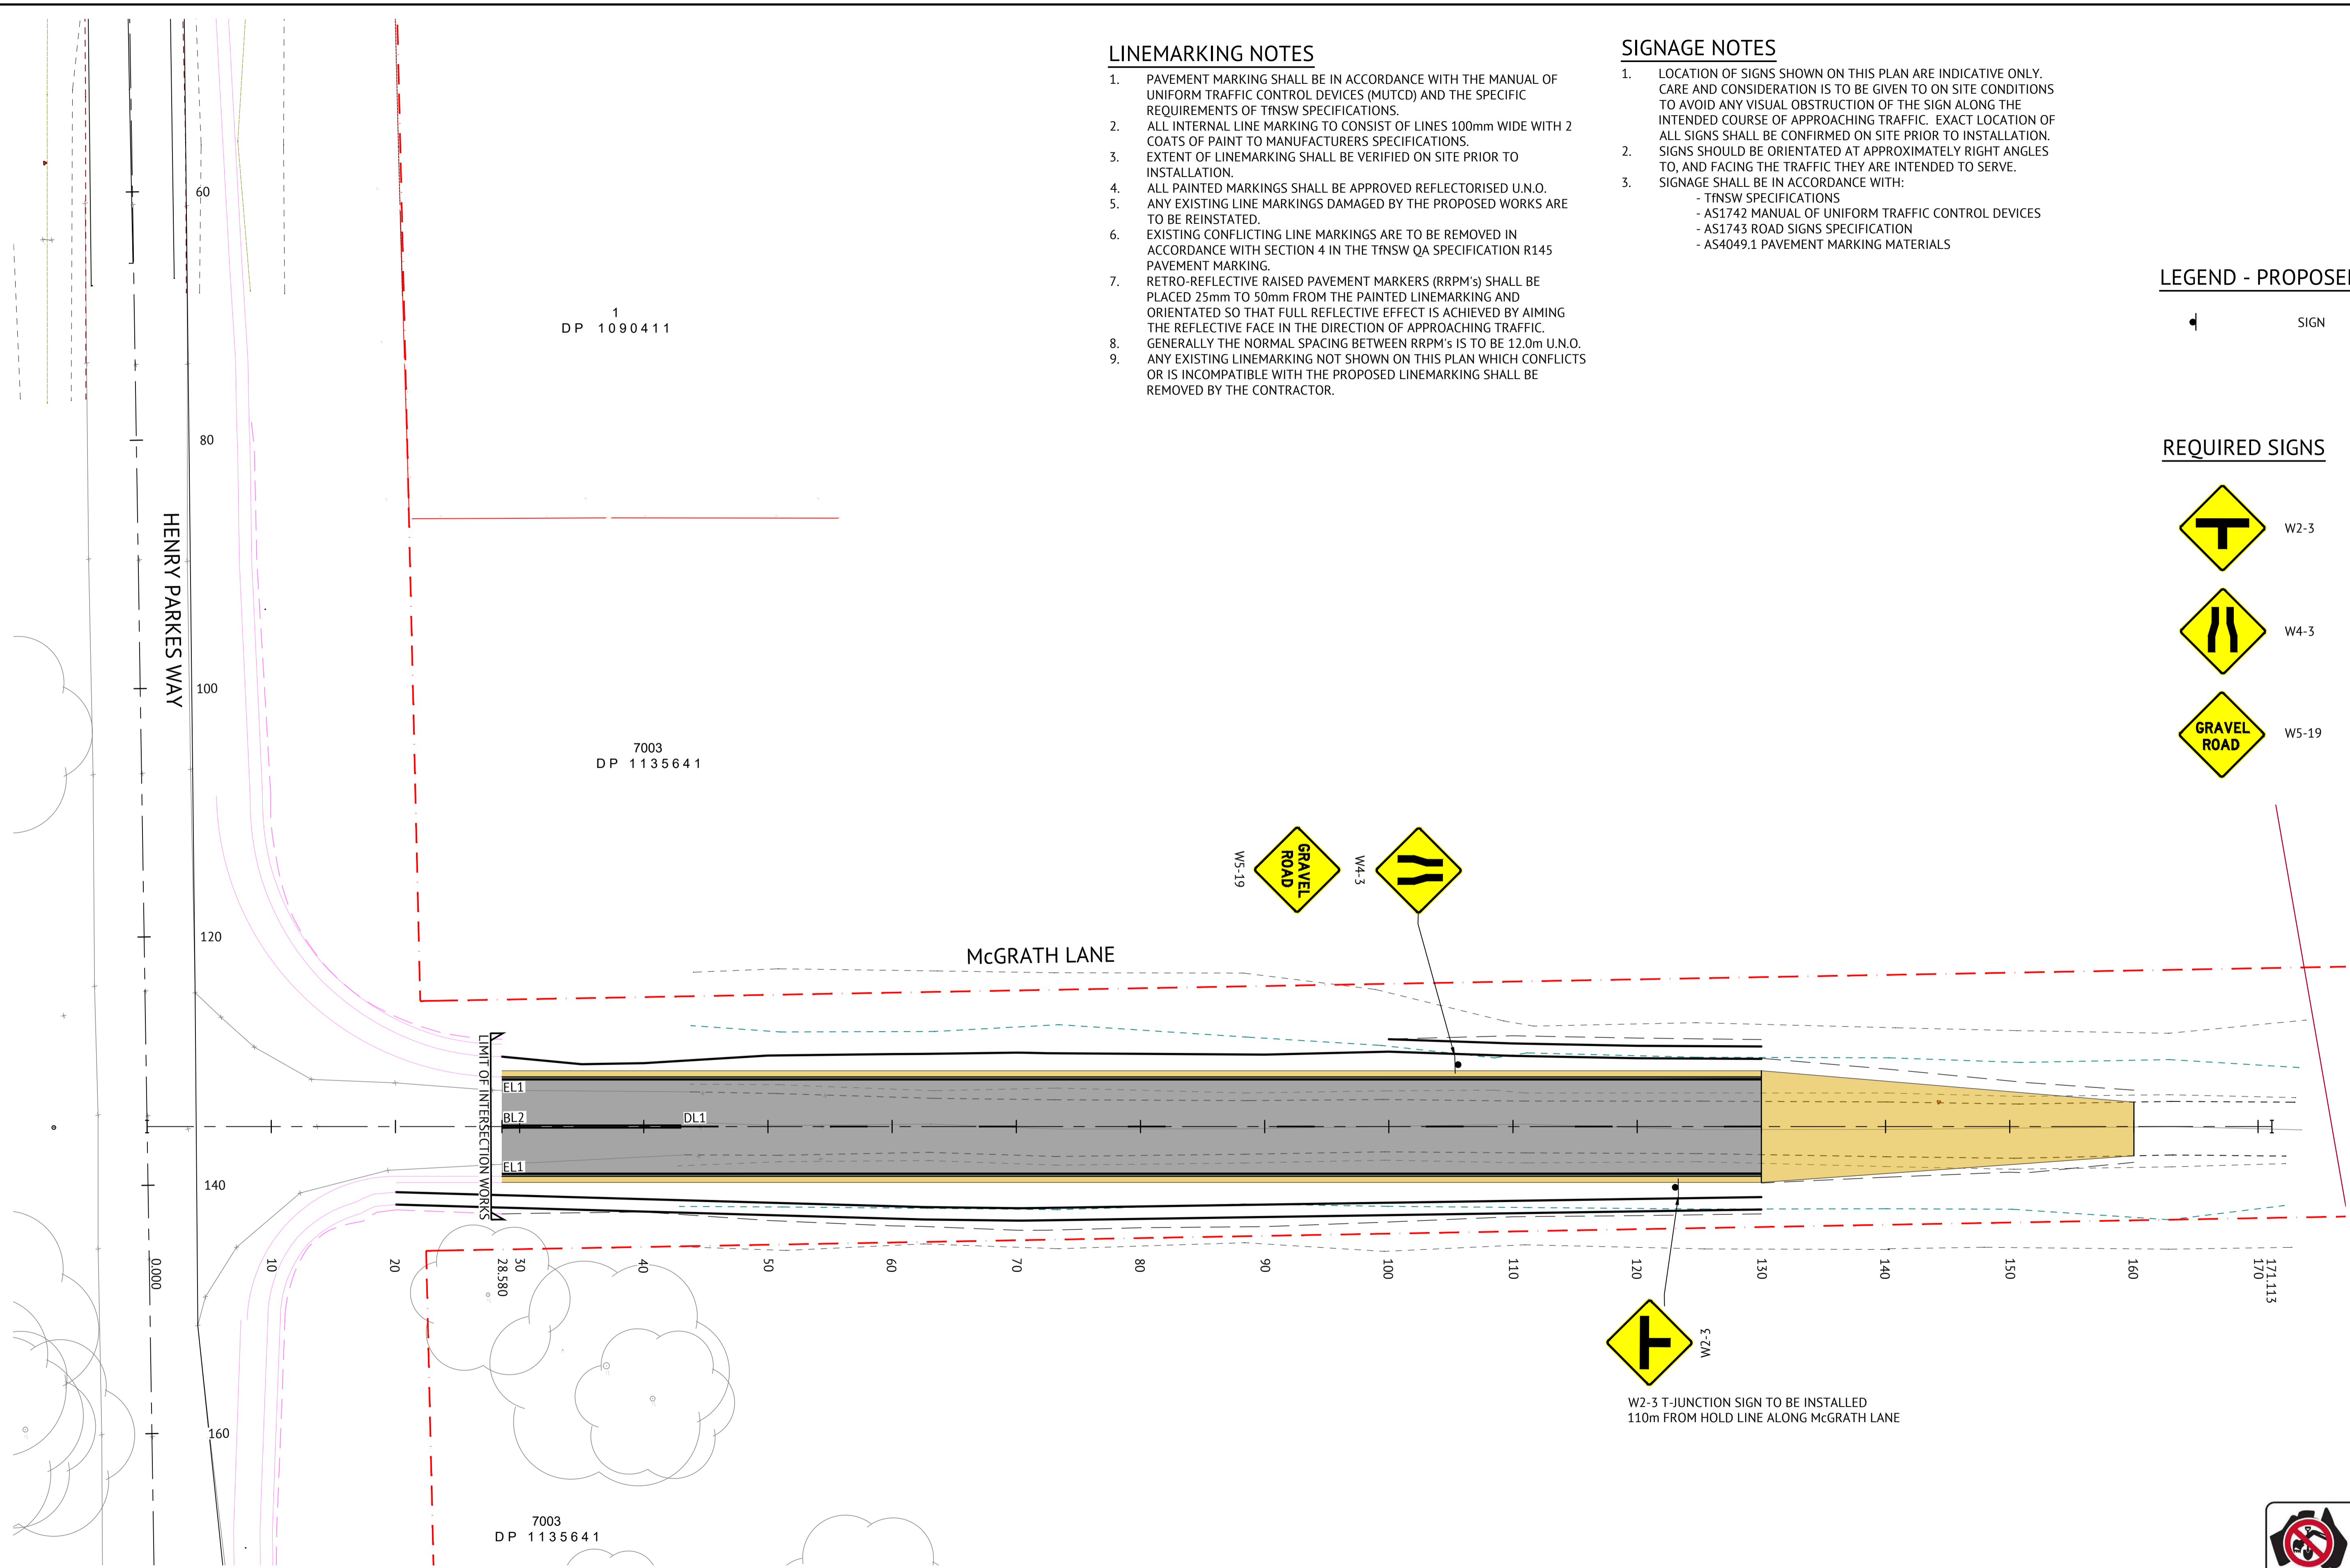 LINEMARKING NOTES
1. PAVEMENT MARKING SHALL BE IN ACCORDANCE WITH THE MANUAL OF
UNIFORM TRAFFIC CONTROL DEVICES (MUTCD) AND THE SPECIFIC
REQUIREMENTS OF TfNSW SPECIFICATIONS.
2. ALL INTERNAL LINE MARKING TO CONSIST OF LINES 100mm WIDE WITH 2
COATS OF PAINT TO MANUFACTURERS SPECIFICATIONS.
3. EXTENT OF LINEMARKING SHALL BE VERIFIED ON SITE PRIOR TO
INSTALLATION.
4. ALL PAINTED MARKINGS SHALL BE APPROVED REFLECTORISED U.N.O.
5. ANY EXISTING LINE MARKINGS DAMAGED BY THE PROPOSED WORKS ARE
TO BE REINSTATED.
6. EXISTING CONFLICTING LINE MARKINGS ARE TO BE REMOVED IN
ACCORDANCE WITH SECTION 4 IN THE TfNSW QA SPECIFICATION R145
PAVEMENT MARKING.
7. RETRO-REFLECTIVE RAISED PAVEMENT MARKERS (RRPM's) SHALL BE
PLACED 25mm TO 50mm FROM THE PAINTED LINEMARKING AND
ORIENTATED SO THAT FULL REFLECTIVE EFFECT IS ACHIEVED BY AIMING
THE REFLECTIVE FACE IN THE DIRECTION OF APPROACHING TRAFFIC.
8. GENERALLY THE NORMAL SPACING BETWEEN RRPM's IS TO BE 12.0m U.N.O.
9. ANY EXISTING LINEMARKING NOT SHOWN ON THIS PLAN WHICH CONFLICTS
OR IS INCOMPATIBLE WITH THE PROPOSED LINEMARKING SHALL BE
REMOVED BY THE CONTRACTOR.
SIGNAGE NOTES
1. LOCATION OF SIGNS SHOWN ON THIS PLAN ARE INDICATIVE ONLY.
CARE AND CONSIDERATION IS TO BE GIVEN TO ON SITE CONDITIONS
TO AVOID ANY VISUAL OBSTRUCTION OF THE SIGN ALONG THE
INTENDED COURSE OF APPROACHING TRAFFIC. EXACT LOCATION OF
ALL SIGNS SHALL BE CONFIRMED ON SITE PRIOR TO INSTALLATION.
2. SIGNS SHOULD BE ORIENTATED AT APPROXIMATELY RIGHT ANGLES
TO, AND FACING THE TRAFFIC THEY ARE INTENDED TO SERVE.
3. SIGNAGE SHALL BE IN ACCORDANCE WITH:
- TfNSW SPECIFICATIONS
- AS1742 MANUAL OF UNIFORM TRAFFIC CONTROL DEVICES
- AS1743 ROAD SIGNS SPECIFICATION
- AS4049.1 PAVEMENT MARKING MATERIALS
LEGEND - PROPOSE
SIGN
REQUIRED SIGNS
W2-3
W4-3
GRAVEL
ROAD
W5-19
60
80
100
120
140
160
HENRY PARKES WAY
1
DP 1090411
7003
DP 1135641
McGRATH LANE
W5-19
GRAVEL
ROAD
W4-3
LIMIT OF INTERSECTION WORKS
EL1
BL2
DL1
EL1
0.000
10
20
28.580
30
40
50
60
70
80
90
100
110
120
130
140
150
160
170
171.113
W2-3
W2-3 T-JUNCTION SIGN TO BE INSTALLED
110m FROM HOLD LINE ALONG McGRATH LANE
7003
DP 1135641